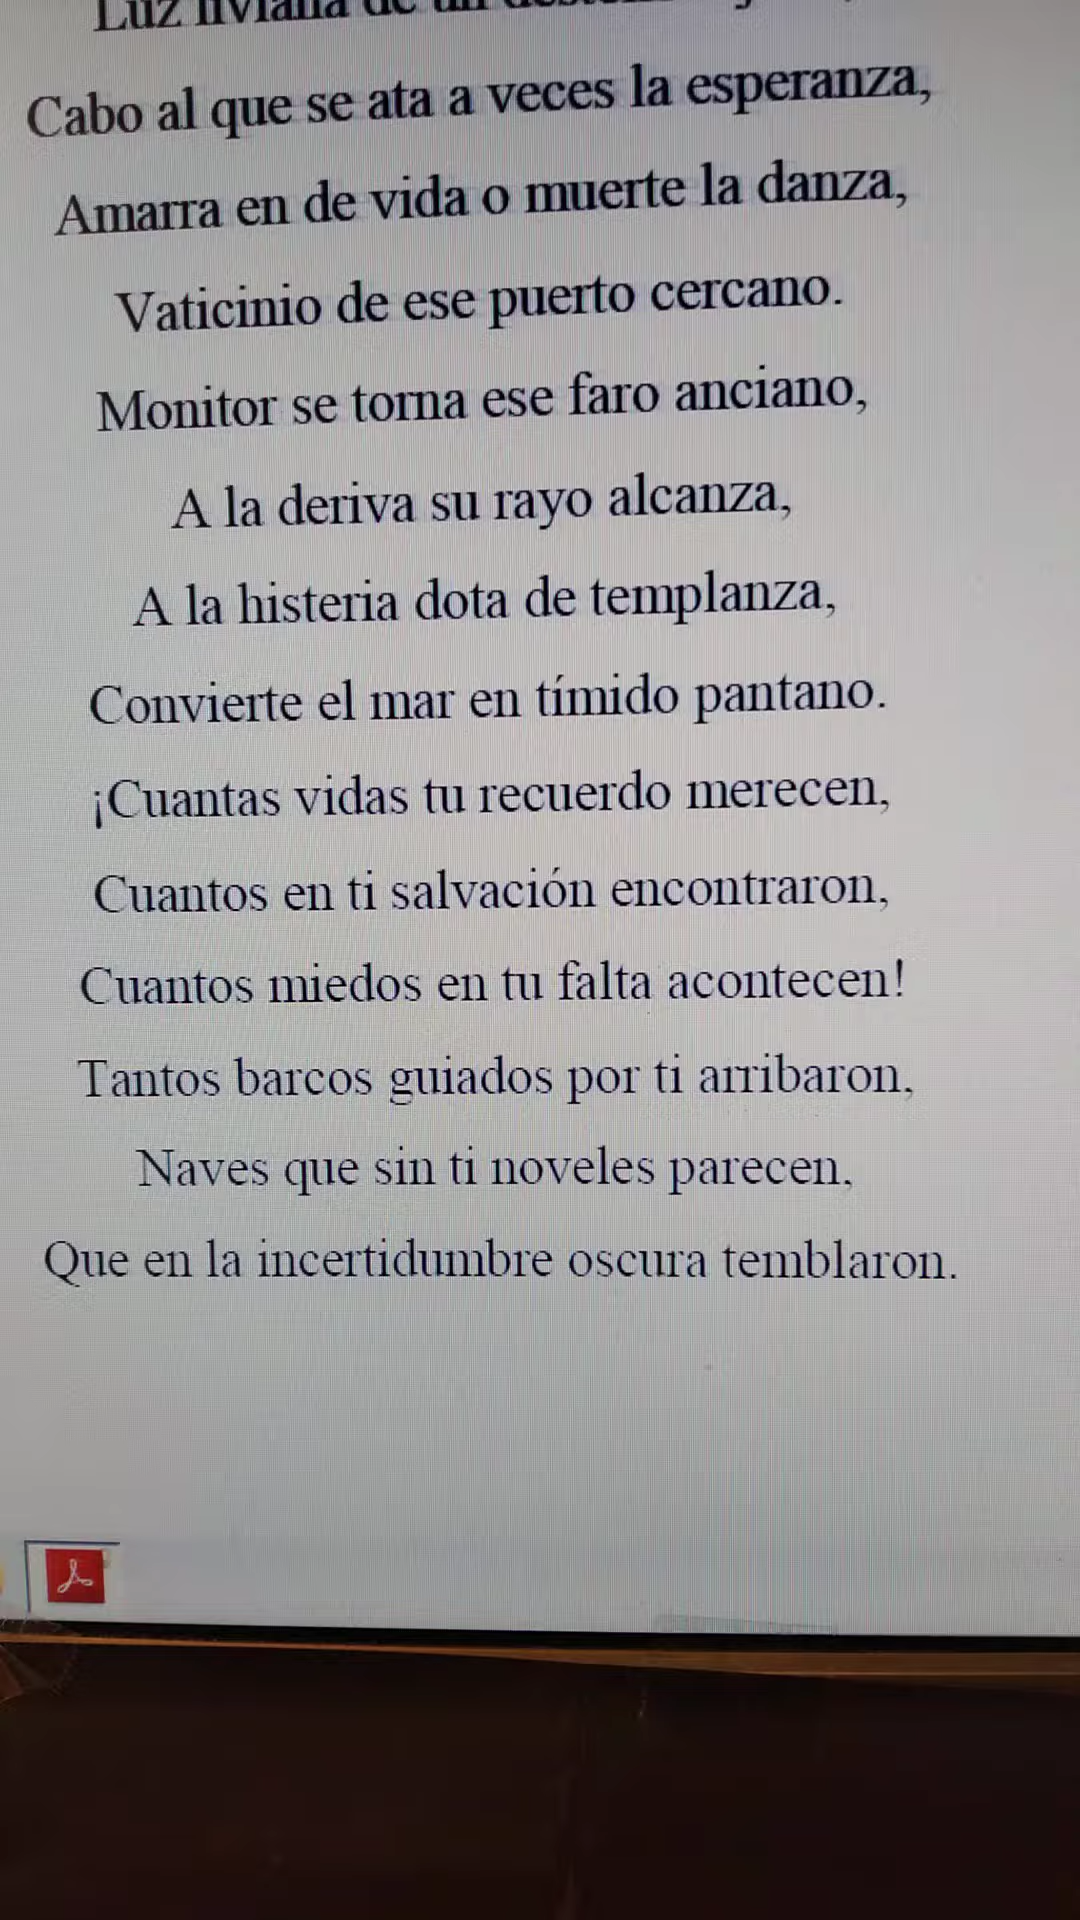 Luz liviana de un
Cabo al que se ata a veces la esperanza,
Amarra en de vida o muerte la danza,
Vaticinio de ese puerto cercano.
Monitor se torna ese faro anciano,
A la deriva su rayo alcanza,
A la histeria dota de templanza,
Convierte el mar en tímido pantano.
¡Cuantas vidas tu recuerdo merecen,
Cuantos en ti salvación encontraron,
Cuantos miedos en tu falta acontecen!
Tantos barcos guiados por ti arribaron,
Naves que sin ti noveles parecen,
Que en la incertidumbre oscura temblaron.